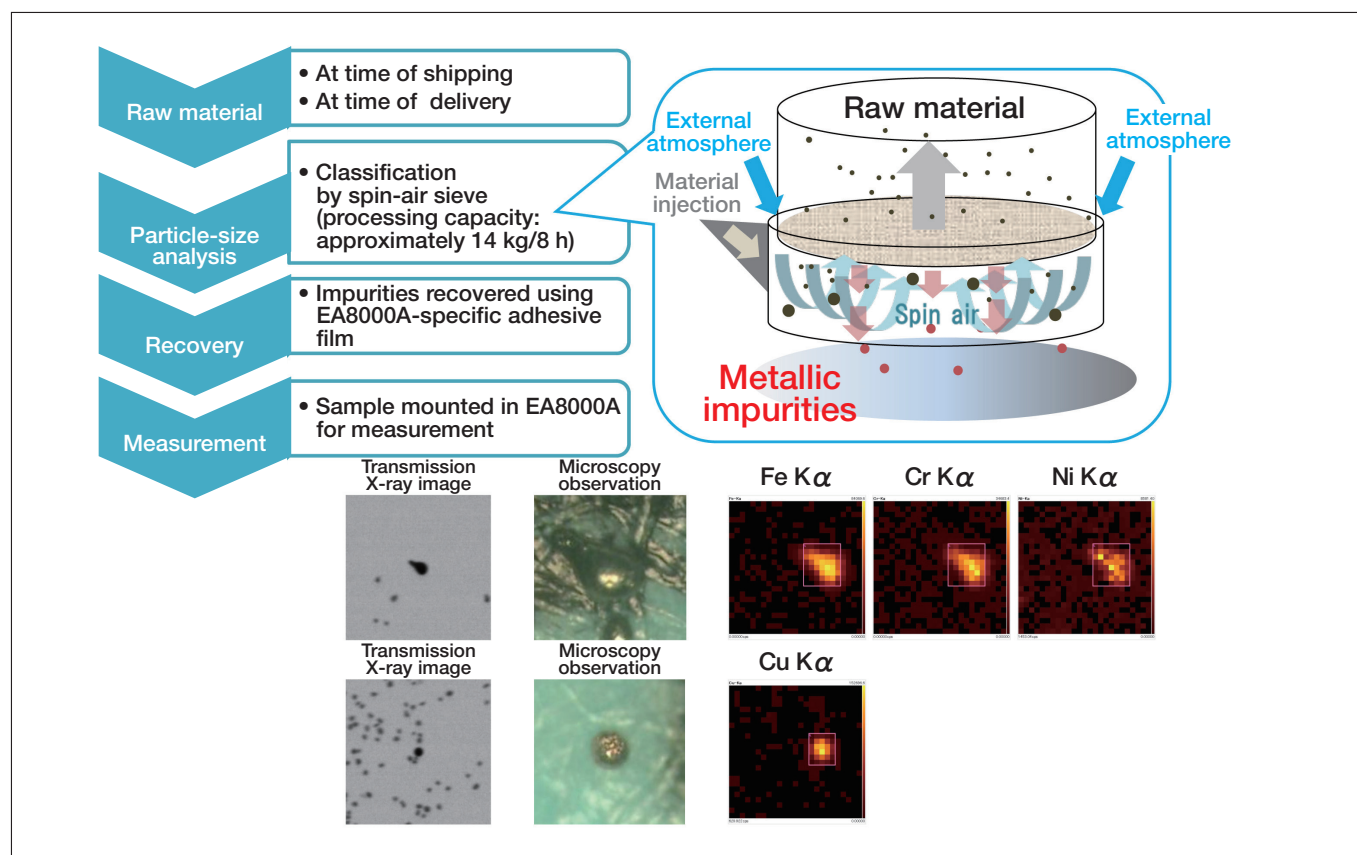 Raw material
• At time of shipping
• At time of  delivery
Particle-size
analysis
• Classification
by spin-air sieve
(processing capacity:
approximately 14 kg/8 h)
Recovery
• Impurities recovered using
EA8000A-specific adhesive
film
Measurement
• Sample mounted in EA8000A
for measurement
Raw material
External
atmosphere
External
atmosphere
Material
injection
Spin air
Metallic
impurities
Transmission
X-ray image
Microscopy
observation
Fe Kα
Cr Kα
Ni Kα
Transmission
X-ray image
Microscopy
observation
Cu Kα